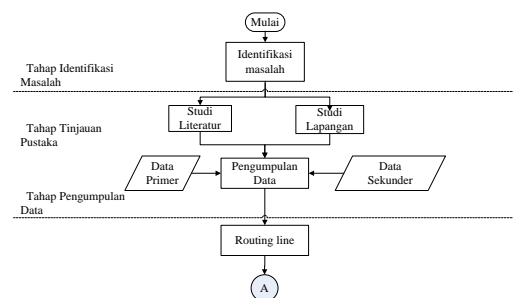 Mulai
Identifikasi
masalah
Tahap Identifikasi
Masalah
Studi
Literatur
Studi
Lapangan
Tahap Tinjauan
Pustaka
Data
Primer
Pengumpulan
Data
Data
Sekunder
Tahap Pengumpulan
Data
Routing line
A